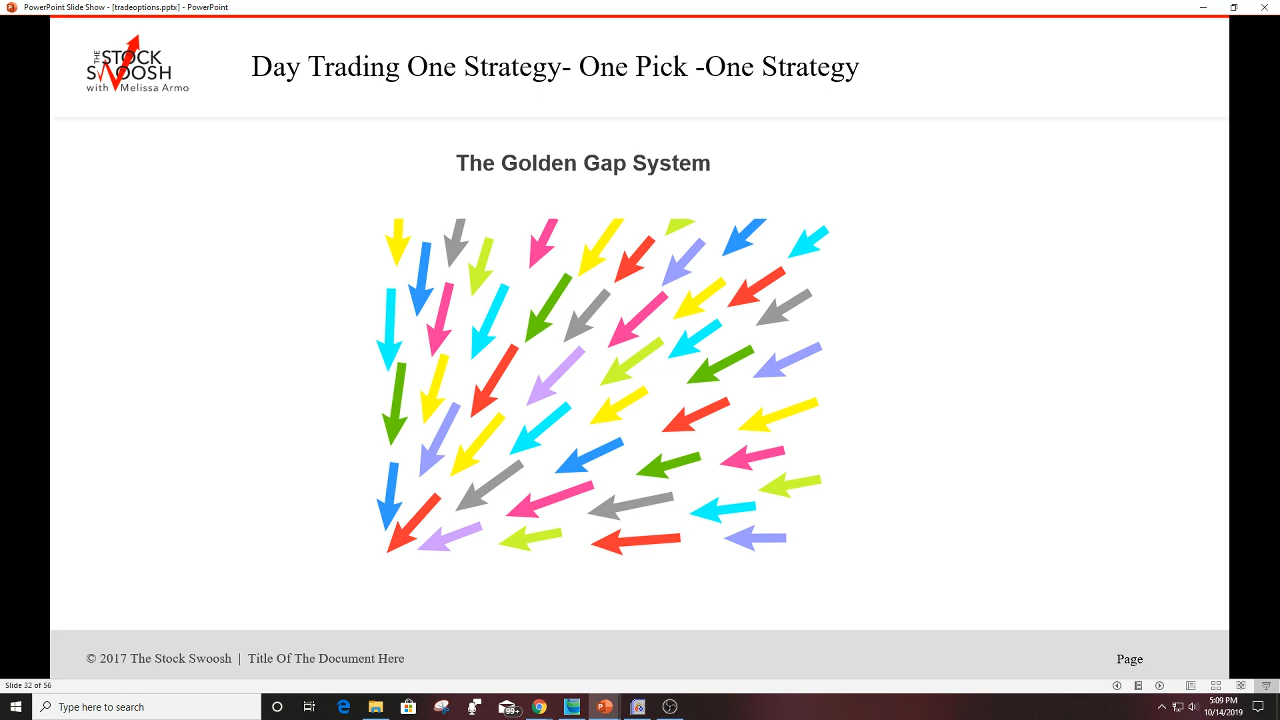 PowerPoint Slide Show - [tradeoptions.pptx] - PowerPoint
THE STOCK
SWOOSH
with Melissa Armo
Day Trading One Strategy- One Pick -One Strategy
The Golden Gap System
© 2017 The Stock Swoosh | Title Of The Document Here
Page
Slide 32 of 56
Type here to search
99+
5:09 PM
10/14/2019